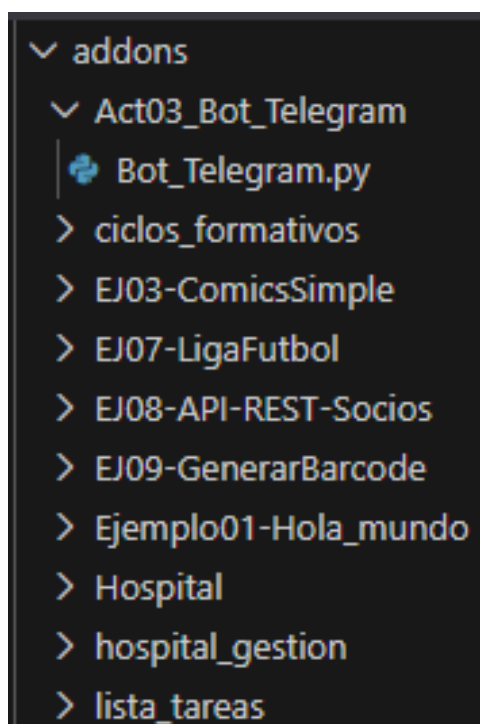 addons
Act03_Bot_Telegram
Bot_Telegram.py
ciclos_formativos
EJ03-ComicsSimple
EJ07-LigaFutbol
EJ08-API-REST-Socios
EJ09-GenerarBarcode
Ejemplo01-Hola_mundo
Hospital
hospital_gestion
lista_tareas